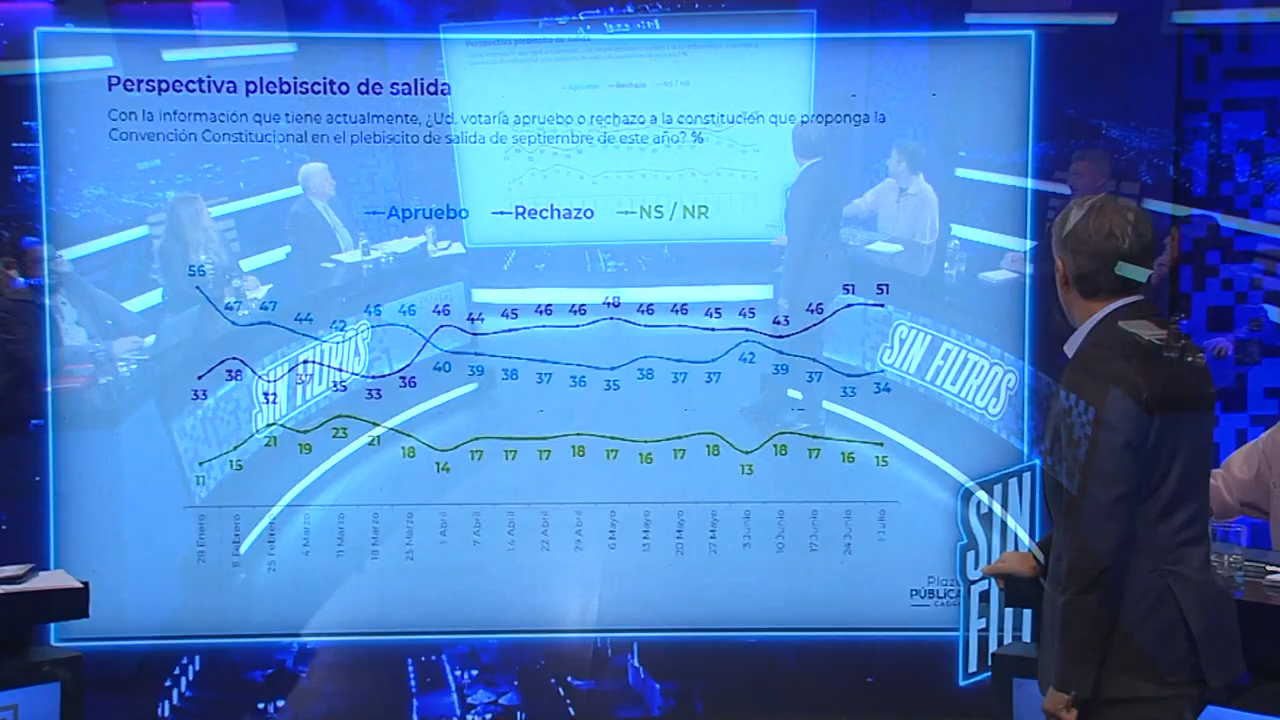 Perspectiva plebiscito de salida
Con la información que tiene actualmente, ¿Ud. votaría apruebo o rechazo a la constitución que proponga la
Convención Constitucional en el plebiscito de salida de septiembre de este año? %
Apruebo Rechazo NS / NR
56 47 47 44 42 46 46 46 44 45 46 46 48 46 46 45 45 43 46 51 51
33 38 32 37 35 33 36 40 39 38 37 36 35 38 37 37 42 39 37 33 34
11 15 21 19 23 21 18 14 17 17 17 18 17 16 17 18 13 18 17 16 15
28 Enero
11 Febrero
25 Febrero
4 Marzo
11 Marzo
18 Marzo
25 Marzo
1 Abril
7 Abril
14 Abril
22 Abril
29 Abril
6 Mayo
13 Mayo
20 Mayo
27 Mayo
3 Junio
10 Junio
17 Junio
24 Junio
1 Julio
Plaza
PÚBLICA
SIN FILTROS
SIN FILTROS
SIN